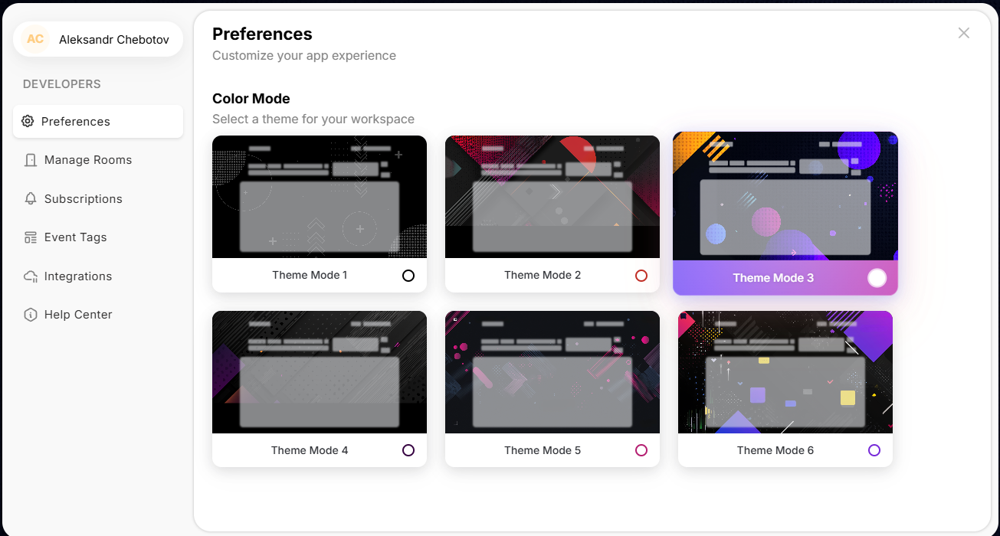 AC Aleksandr Chebotov
DEVELOPERS
Preferences
Manage Rooms
Subscriptions
Event Tags
Integrations
Help Center
Preferences
Customize your app experience
Color Mode
Select a theme for your workspace
Theme Mode 1
Theme Mode 2
Theme Mode 3
Theme Mode 4
Theme Mode 5
Theme Mode 6